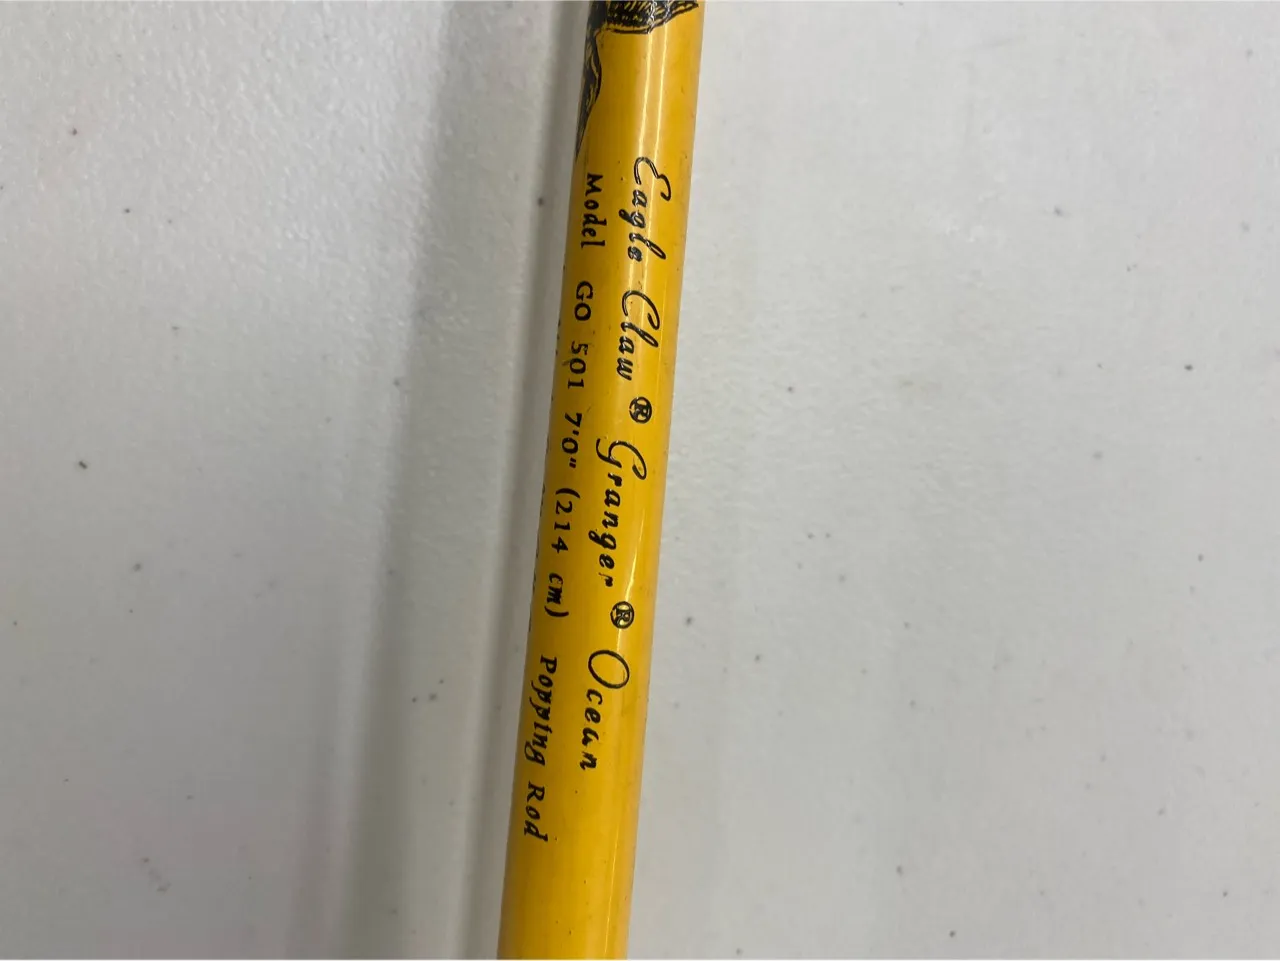 Eagle Claw ® Granger ® Ocean
Model GO 501 7'0" (214 cm) Popping Rod